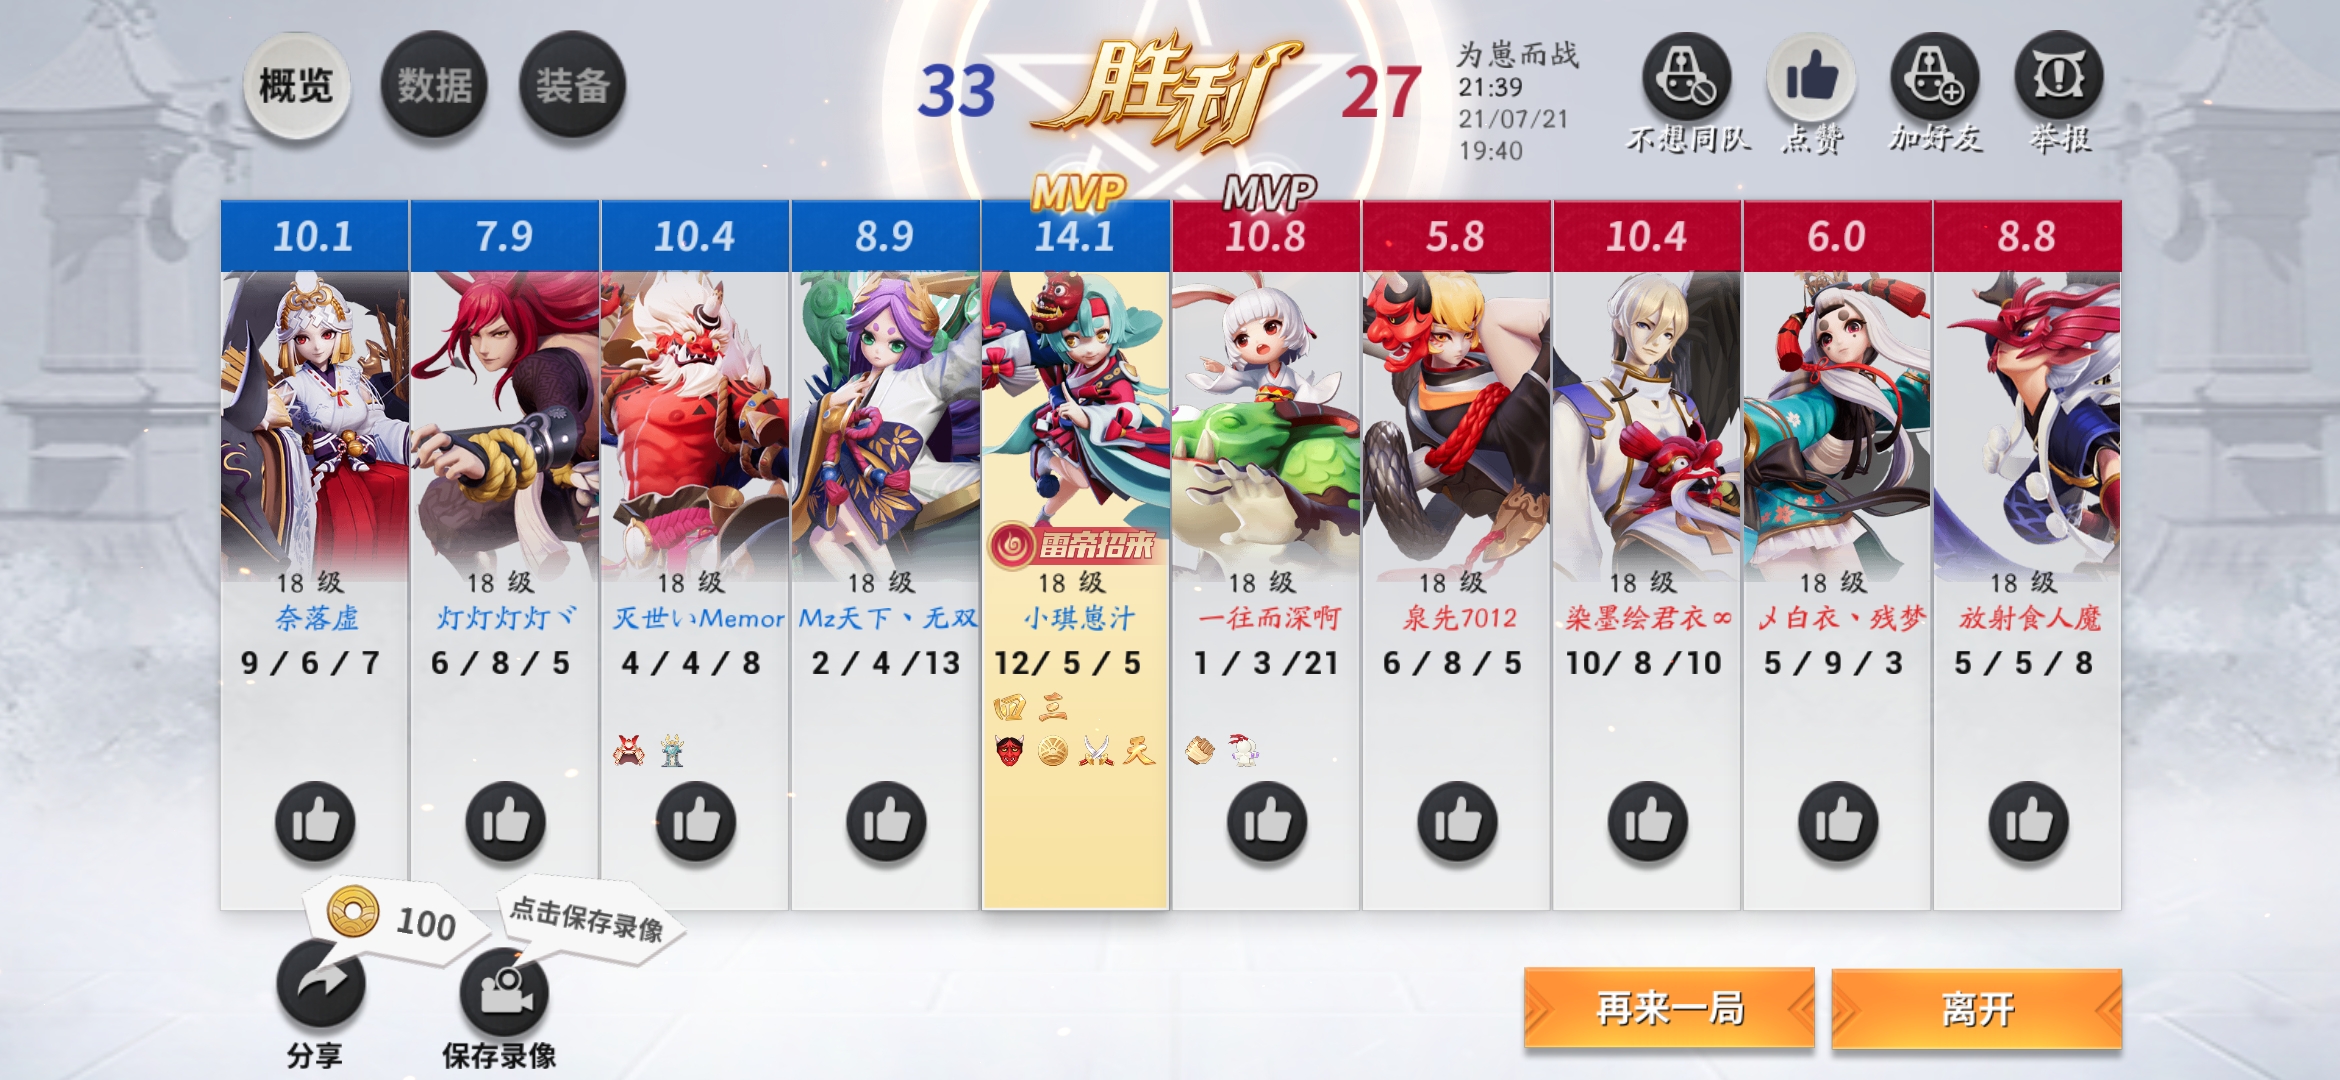 概览
数据
装备
33
胜利
27
为崽而战
21:39
21/07/21
19:40
不想同队
点赞
加好友
举报
MVP
MVP
10.1
7.9
10.4
8.9
14.1
10.8
5.8
10.4
6.0
8.8
雷帝招来
18 级
18 级
18 级
18 级
18 级
18 级
18 级
18 级
18 级
18 级
奈落虚
灯灯灯灯ヾ
灭世いMemor
Mz天下丶无双
小琪崽汁
一往而深啊
泉先7012
染墨绘君衣∞
乄白衣丶残梦
放射食人魔
9 / 6 / 7
6 / 8 / 5
4 / 4 / 8
2 / 4 /13
12/ 5 / 5
1 / 3 /21
6 / 8 / 5
10/ 8 /10
5 / 9 / 3
5 / 5 / 8
四 三
天
100
点击保存录像
分享
保存录像
再来一局
离开